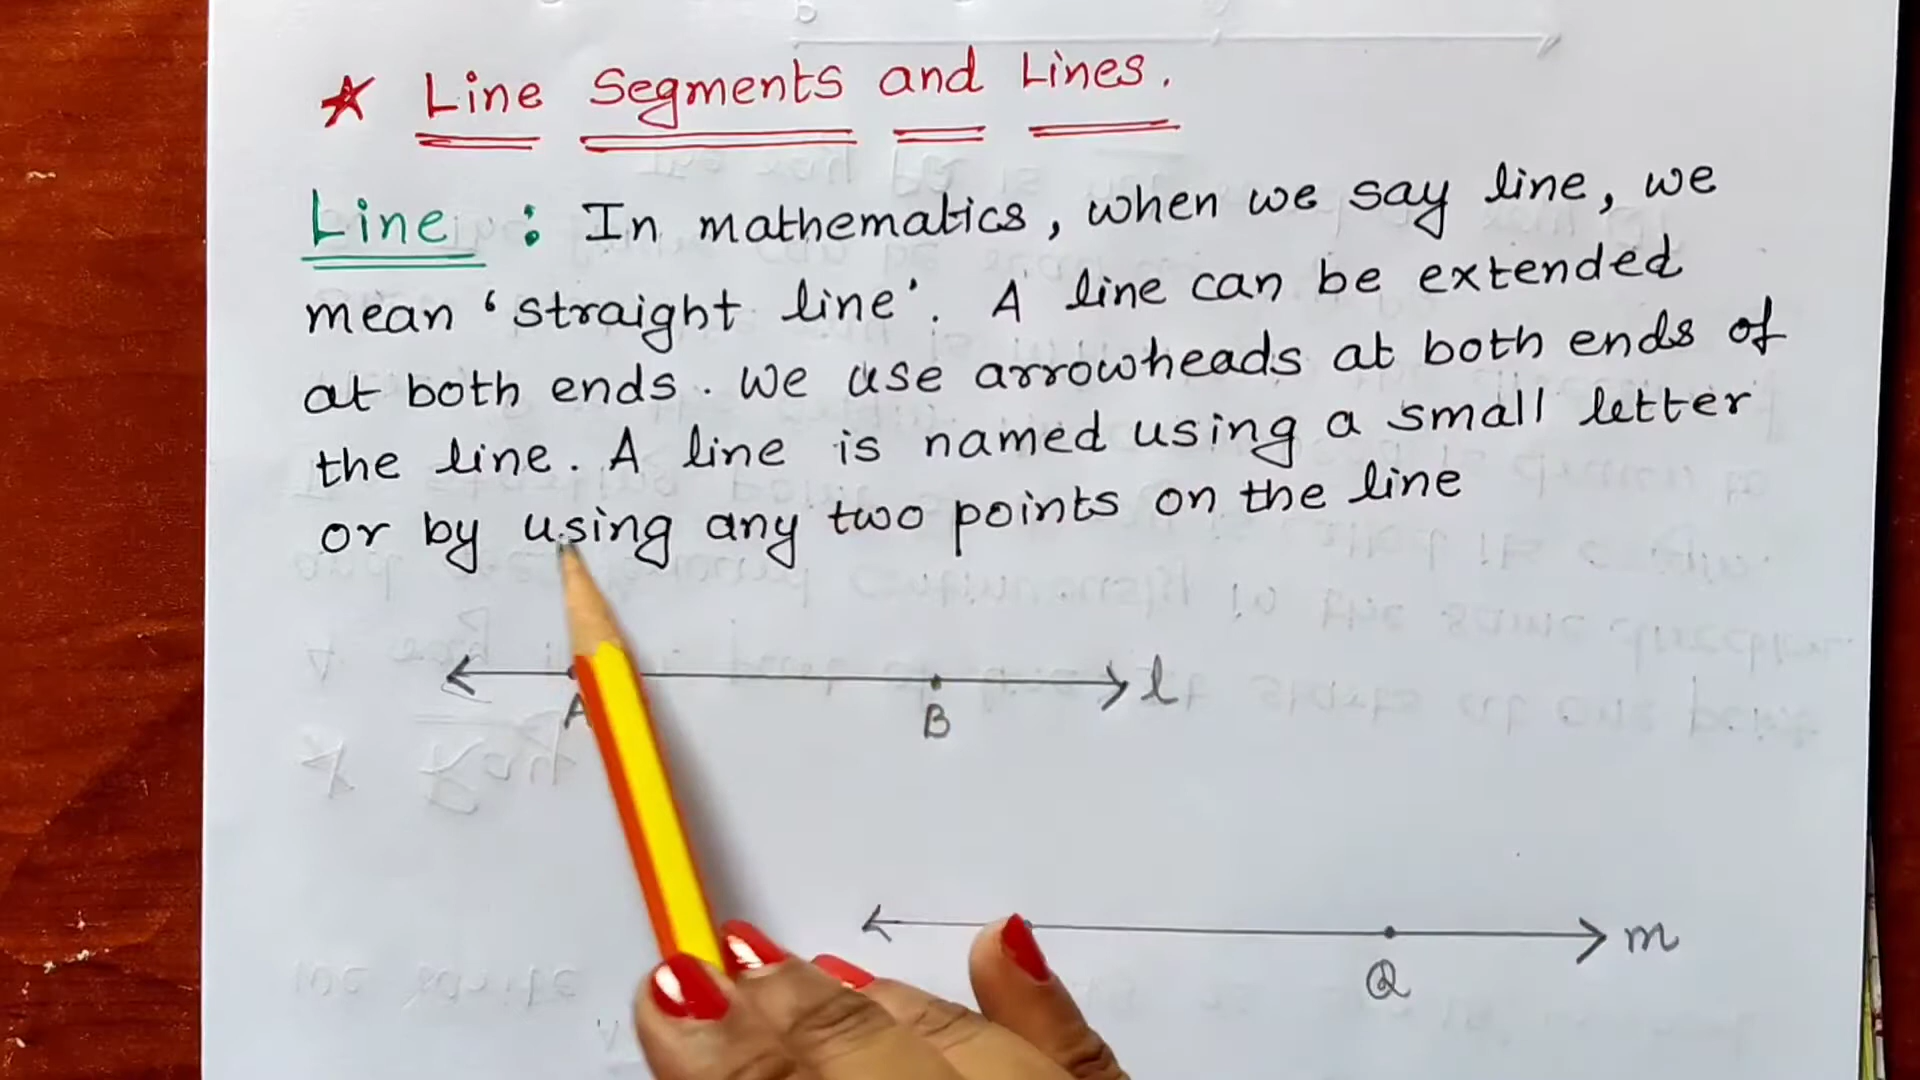 ★ Line Segments and Lines.
Line : In mathematics, when we say line, we
mean 'straight line'. A line can be extended
at both ends. We use arrowheads at both ends of
the line. A line is named using a small letter
or by using any two points on the line
A B l
Q m